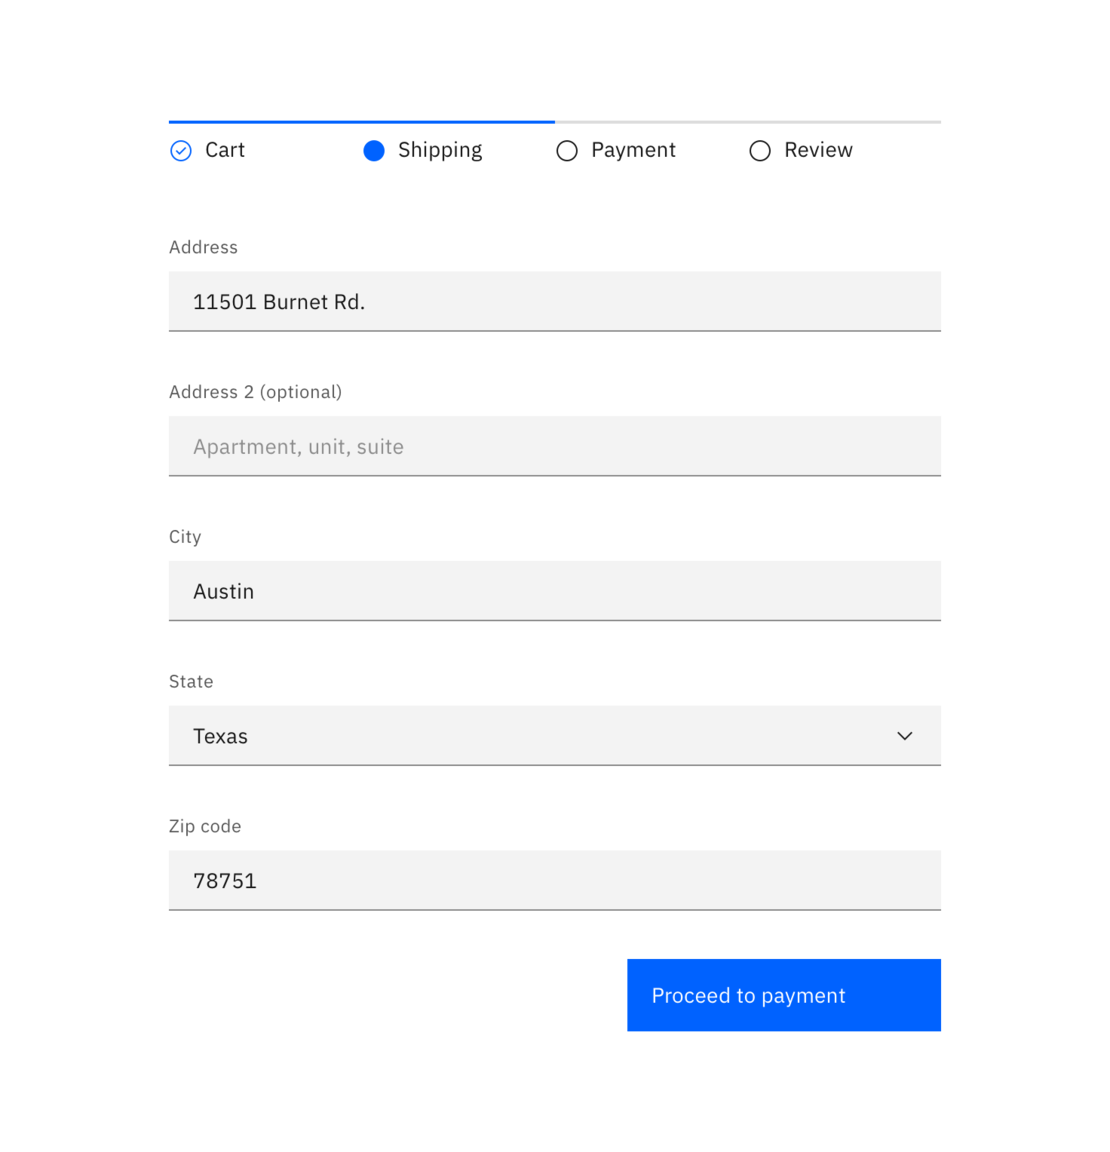 Cart Shipping Payment Review
Address
11501 Burnet Rd.
Address 2 (optional)
Apartment, unit, suite
City
Austin
State
Texas
Zip code
78751
Proceed to payment